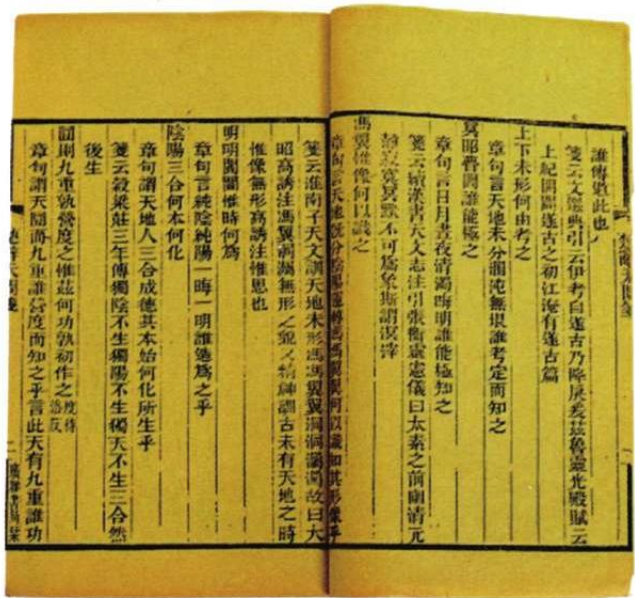 誰傳道此也
箋云文選典引云伊考自遂古乃降戾爰茲魯靈光殿賦云
上紀開闢遂古之初江淹有遂古篇
上下未形何由考之
章句言天地未分溷沌無垠誰考定而知之
冥昭瞢闇誰能極之
章句言日月晝夜清濁晦明誰能極知之
箋云續漢書天文志注引張衡靈憲儀曰太素之前幽清元
靜寂寞冥默不可爲象斯謂溟涬
馮翼惟像何以識之
章句言天地既分陰陽運轉馮馮翼翼何以識知其形像乎
箋云淮南子天文訓天地未形馮馮翼翼洞洞灟灟故曰大
昭高誘注馮翼洞灟無形之貌又精神訓古未有天地之時
惟像無形高誘注惟思也
明明闇闇惟時何爲
章句言純陰純陽一晦一明誰造爲之乎
陰陽三合何本何化
章句謂天地人三合成德其本始何化所生乎
箋云穀梁莊三年傳獨陰不生獨陽不生獨天不生三合然
後生
圜則九重孰營度之惟茲何功孰初作之
章句謂天圜而九重誰營度而知之乎言此天有九重誰功